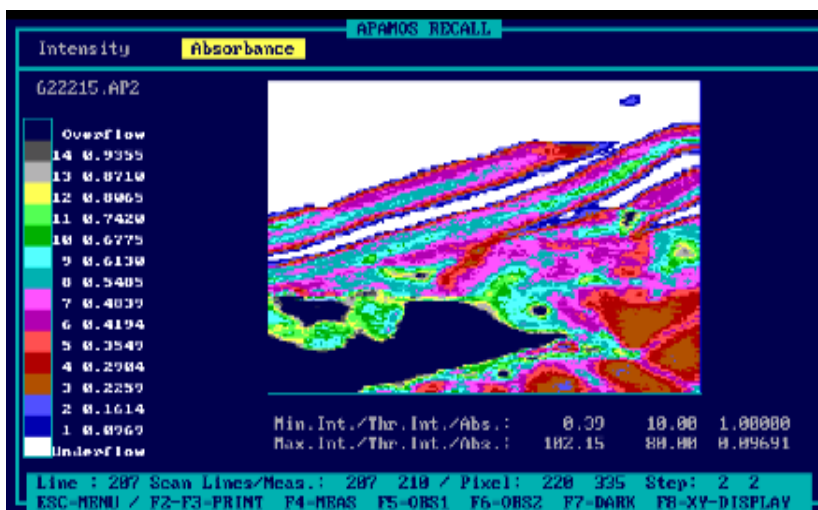 APAMOS RECALL
Intensity Absorbance
G22215.AP2
Overflow
14 0.9355
13 0.8710
12 0.8065
11 0.7420
10 0.6775
9 0.6130
8 0.5485
7 0.4839
6 0.4194
5 0.3549
4 0.2904
3 0.2259
2 0.1614
1 0.0969
Underflow
Min.Int./Thr.Int./Abs.: 0.39 10.00 1.00000
Max.Int./Thr.Int./Abs.: 102.15 80.00 0.09691
Line : 207 Scan Lines/Meas.: 207 210 / Pixel: 220 335 Step: 2 2
ESC=MENU / F2-F3=PRINT F4=MEAS F5=OBS1 F6=OBS2 F7=DARK F8=XY-DISPLAY